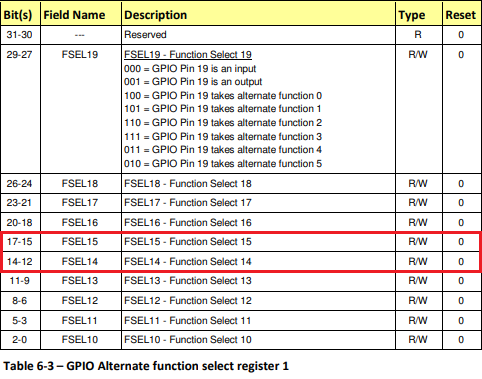 Bit(s) Field Name Description Type Reset
31-30 --- Reserved R 0
29-27 FSEL19 FSEL19 - Function Select 19 R/W 0
000 = GPIO Pin 19 is an input
001 = GPIO Pin 19 is an output
100 = GPIO Pin 19 takes alternate function 0
101 = GPIO Pin 19 takes alternate function 1
110 = GPIO Pin 19 takes alternate function 2
111 = GPIO Pin 19 takes alternate function 3
011 = GPIO Pin 19 takes alternate function 4
010 = GPIO Pin 19 takes alternate function 5
26-24 FSEL18 FSEL18 - Function Select 18 R/W 0
23-21 FSEL17 FSEL17 - Function Select 17 R/W 0
20-18 FSEL16 FSEL16 - Function Select 16 R/W 0
17-15 FSEL15 FSEL15 - Function Select 15 R/W 0
14-12 FSEL14 FSEL14 - Function Select 14 R/W 0
11-9 FSEL13 FSEL13 - Function Select 13 R/W 0
8-6 FSEL12 FSEL12 - Function Select 12 R/W 0
5-3 FSEL11 FSEL11 - Function Select 11 R/W 0
2-0 FSEL10 FSEL10 - Function Select 10 R/W 0
Table 6-3 – GPIO Alternate function select register 1